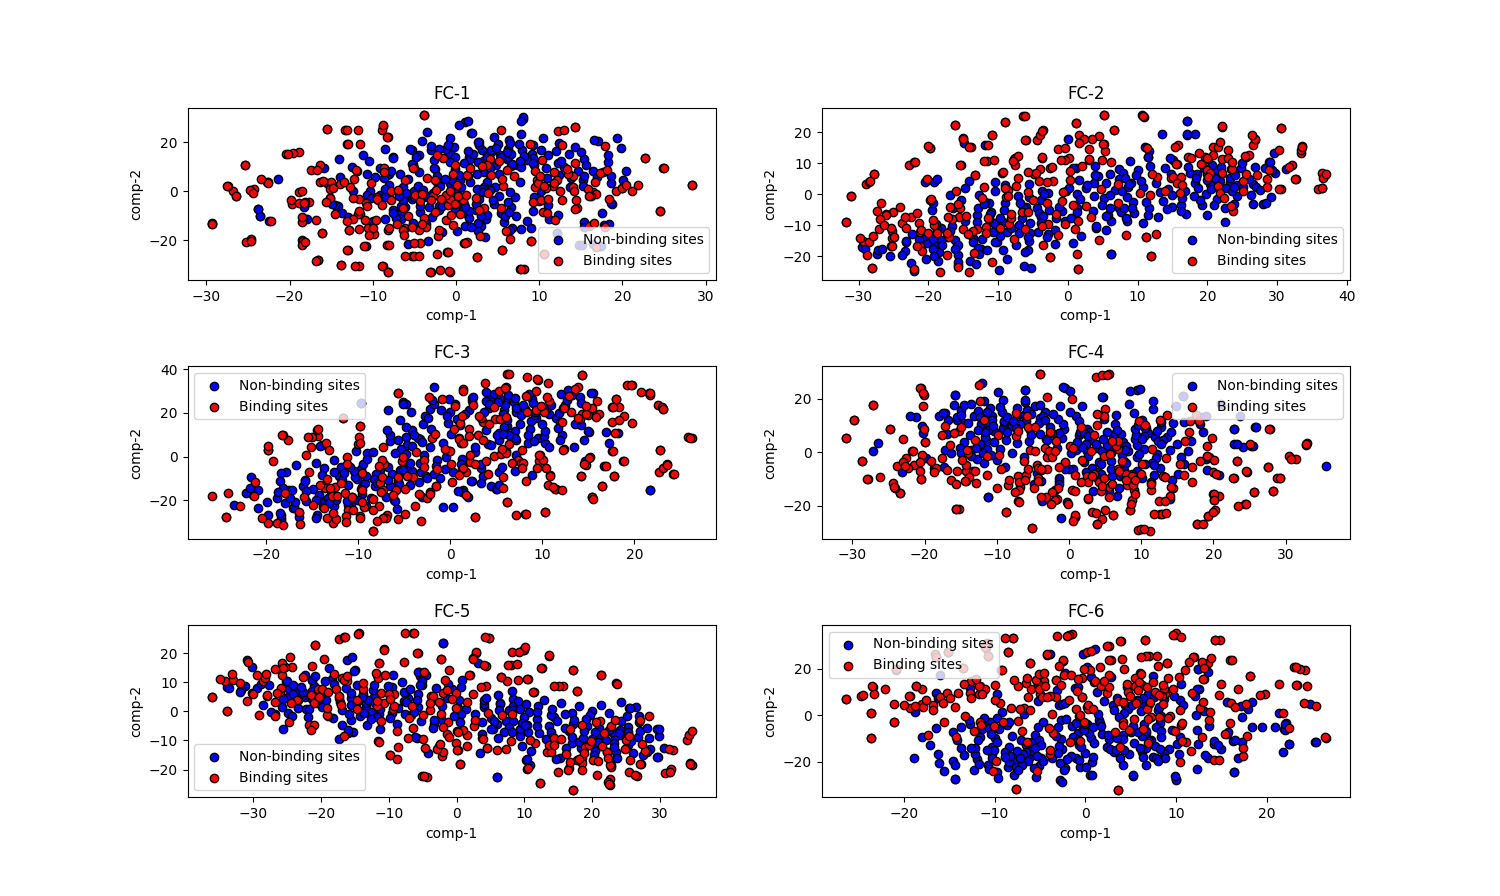 FC-1
20
0
−20
comp-2
Non-binding sites
Binding sites
−30 −20 −10 0 10 20 30
comp-1
FC-2
20
10
0
−10
−20
comp-2
Non-binding sites
Binding sites
−30 −20 −10 0 10 20 30 40
comp-1
FC-3
40
20
0
−20
comp-2
Non-binding sites
Binding sites
−20 −10 0 10 20
comp-1
FC-4
20
0
−20
comp-2
Non-binding sites
Binding sites
−30 −20 −10 0 10 20 30
comp-1
FC-5
20
10
0
−10
−20
comp-2
Non-binding sites
Binding sites
−30 −20 −10 0 10 20 30
comp-1
FC-6
20
0
−20
comp-2
Non-binding sites
Binding sites
−20 −10 0 10 20
comp-1